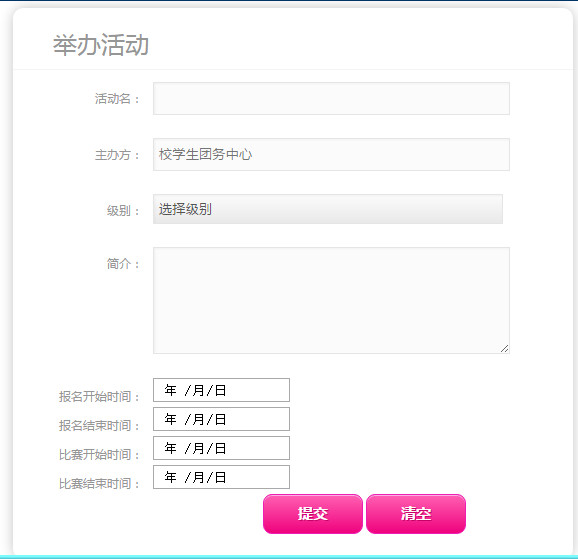 举办活动
活动名：
主办方： 校学生团务中心
级别： 选择级别
简介：
报名开始时间： 年 /月/日
报名结束时间： 年 /月/日
比赛开始时间： 年 /月/日
比赛结束时间： 年 /月/日
提交 清空